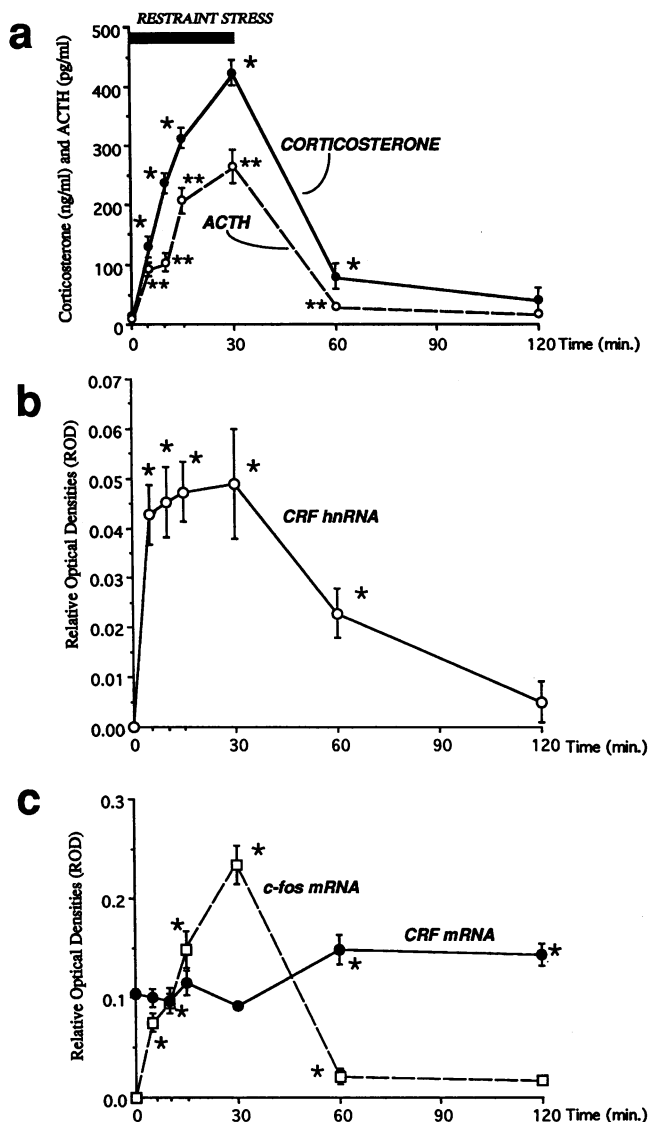 a
RESTRAINT STRESS
Corticosterone (ng/ml) and ACTH (pg/ml)
500
400
300
200
100
0
*
*
*
*
**
**
**
**
CORTICOSTERONE
ACTH
*
**
0 30 60 90 120 Time (min.)
b
Relative Optical Densities (ROD)
0.07
0.06
0.05
0.04
0.03
0.02
0.01
0.00
*
*
*
*
CRF hnRNA
*
0 30 60 90 120 Time (min.)
c
Relative Optical Densities (ROD)
0.3
0.2
0.1
0.0
*
c-fos mRNA
*
CRF mRNA
*
*
*
*
*
0 30 60 90 120 Time (min.)